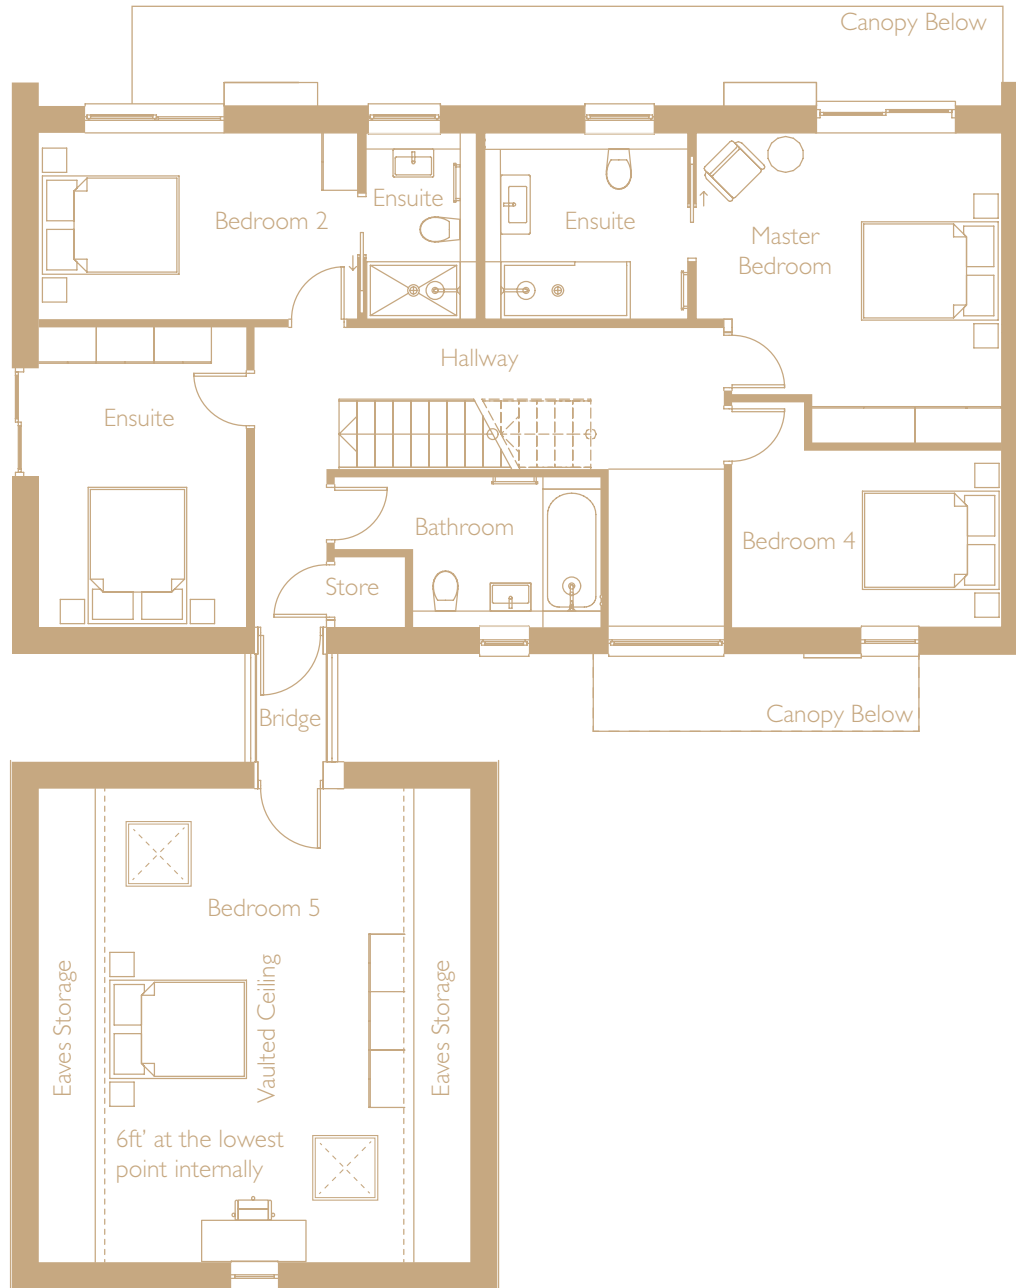 Canopy Below
Ensuite
Bedroom 2
Ensuite
Master
Bedroom
Hallway
Ensuite
Bathroom
Bedroom 4
Store
Bridge
Canopy Below
Bedroom 5
Eaves Storage
Vaulted Ceiling
Eaves Storage
6ft' at the lowest
point internally